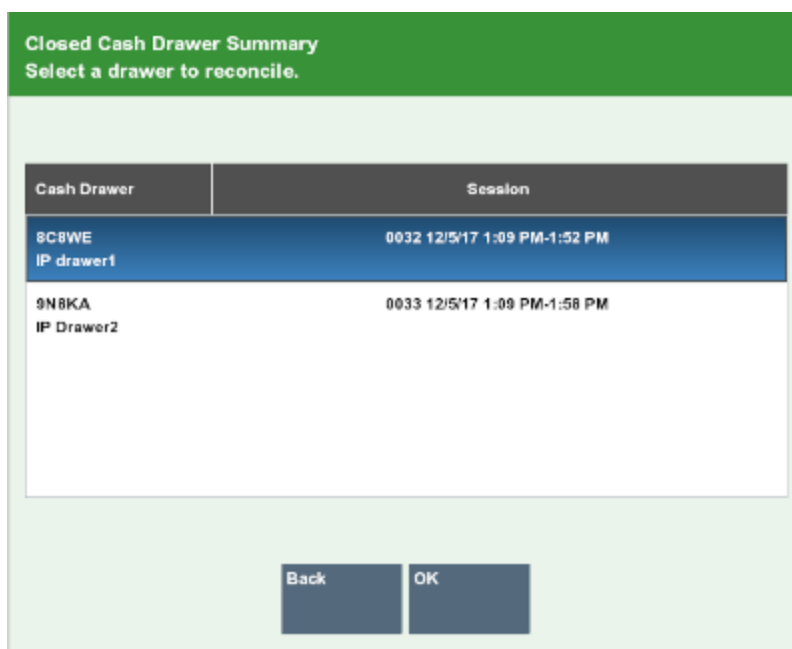 Closed Cash Drawer Summary
Select a drawer to reconcile.
Cash Drawer Session
8C8WE 0032 12/5/17 1:09 PM-1:52 PM
IP drawer1
9N8KA 0033 12/5/17 1:09 PM-1:58 PM
IP Drawer2
Back OK